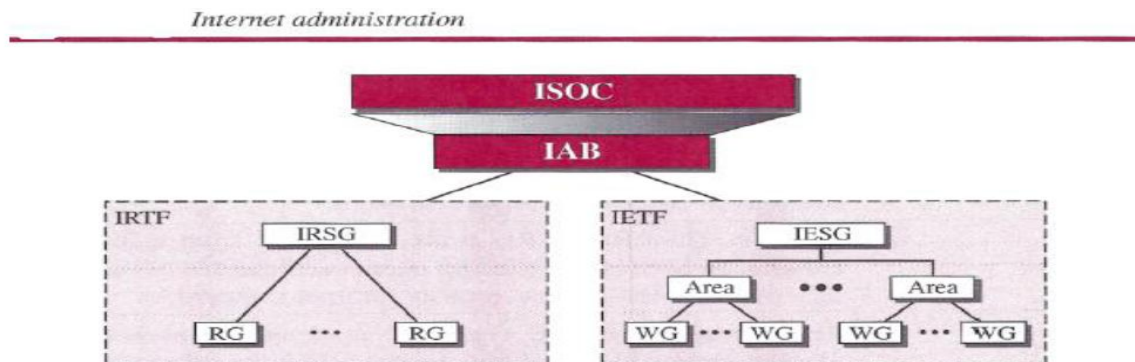 Internet administration
ISOC
IAB
IRTF
IETF
IRSG
IESG
Area ••• Area
RG ••• RG
WG ••• WG WG ••• WG